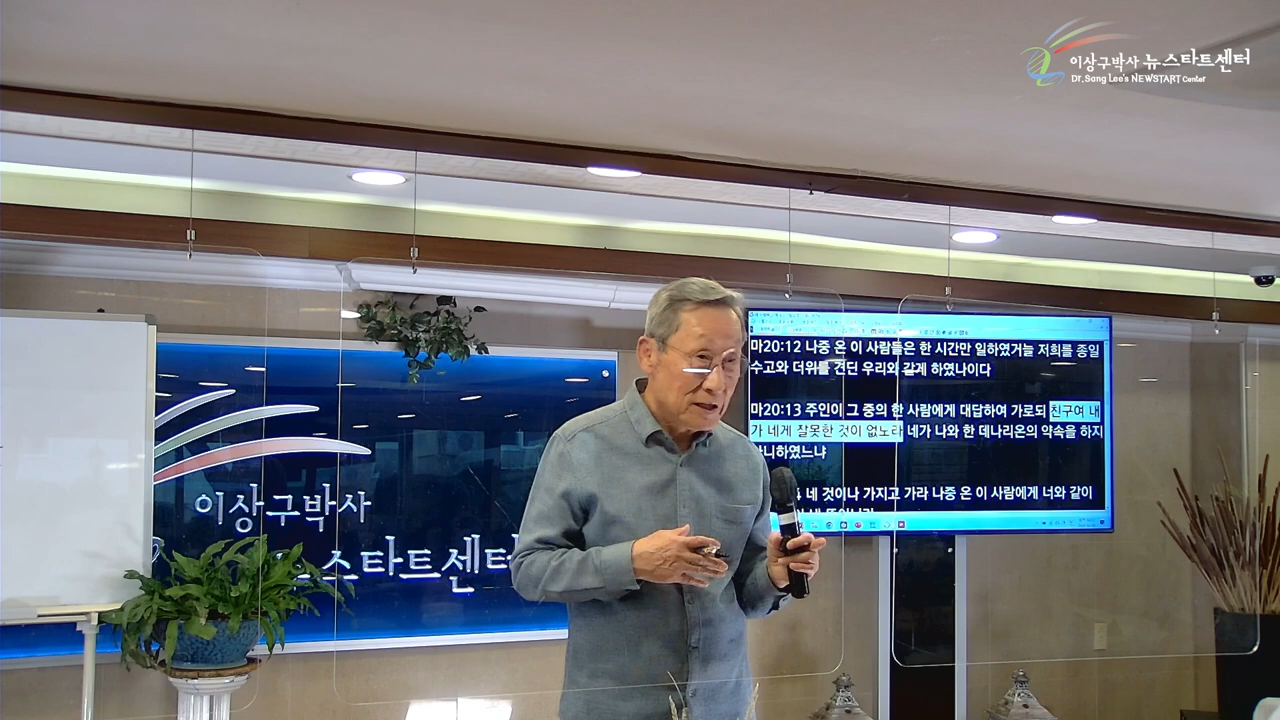 이상구박사 뉴스타트센터
Dr. Sang Lee's NEWSTART Center
마20:12 나중 온 이 사람들은 한 시간만 일하였거늘 저희를 종일
수고와 더위를 견딘 우리와 같게 하였나이다
마20:13 주인이 그 중의 한 사람에게 대답하여 가로되 친구여 내
가 네게 잘못한 것이 없노라 네가 나와 한 데나리온의 약속을 하지
아니하였느냐
네 것이나 가지고 가라 나중 온 이 사람에게 너와 같이
이상구박사
스타트센터